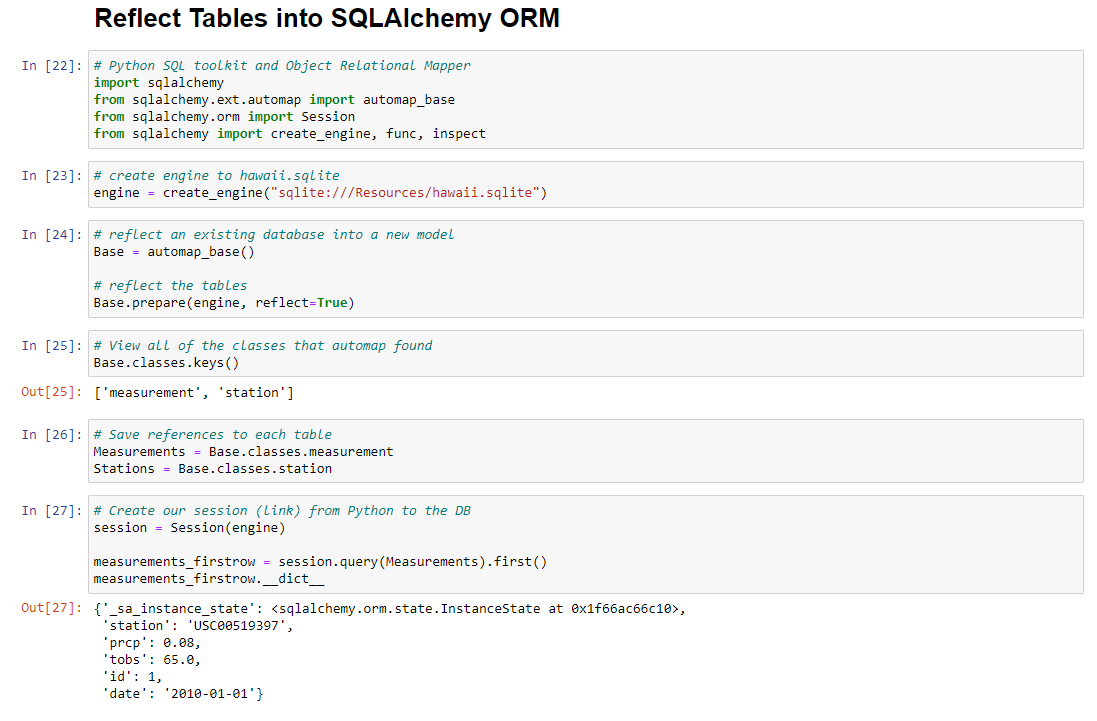 Reflect Tables into SQLAlchemy ORM
In [22]: # Python SQL toolkit and Object Relational Mapper
import sqlalchemy
from sqlalchemy.ext.automap import automap_base
from sqlalchemy.orm import Session
from sqlalchemy import create_engine, func, inspect
In [23]: # create engine to hawaii.sqlite
engine = create_engine("sqlite:///Resources/hawaii.sqlite")
In [24]: # reflect an existing database into a new model
Base = automap_base()
# reflect the tables
Base.prepare(engine, reflect=True)
In [25]: # View all of the classes that automap found
Base.classes.keys()
Out[25]: ['measurement', 'station']
In [26]: # Save references to each table
Measurements = Base.classes.measurement
Stations = Base.classes.station
In [27]: # Create our session (link) from Python to the DB
session = Session(engine)
measurements_firstrow = session.query(Measurements).first()
measurements_firstrow.__dict__
Out[27]: {'_sa_instance_state': <sqlalchemy.orm.state.InstanceState at 0x1f66ac66c10>,
'station': 'USC00519397',
'prcp': 0.08,
'tobs': 65.0,
'id': 1,
'date': '2010-01-01'}